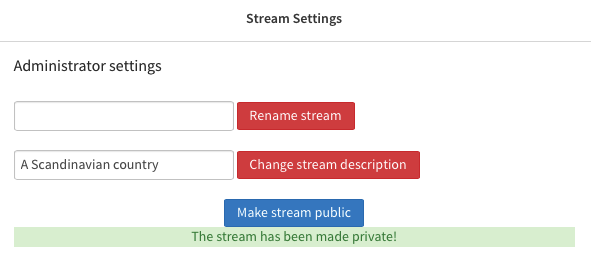 Stream Settings
Administrator settings
Rename stream
A Scandinavian country Change stream description
Make stream public
The stream has been made private!